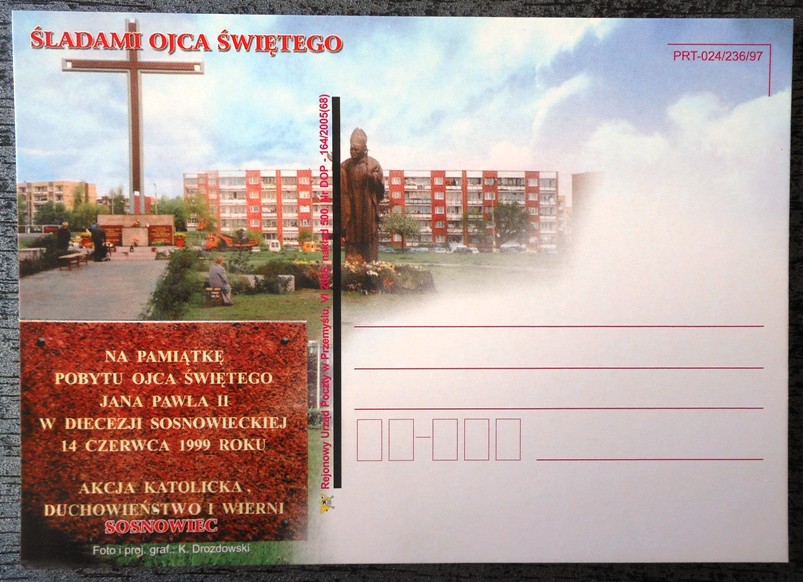 ŚLADAMI OJCA ŚWIĘTEGO
PRT-024/236/97
Rejonowy Urząd Poczty w Przemyślu, VI 2005, nakład 500. Nr DOP - 164/2005(68)
NA PAMIĄTKĘ
POBYTU OJCA ŚWIĘTEGO
JANA PAWŁA II
W DIECEZJI SOSNOWIECKIEJ
14 CZERWCA 1999 ROKU
AKCJA KATOLICKA,
DUCHOWIEŃSTWO I WIERNI
SOSNOWIEC
Foto i proj. graf.: K. Drozdowski